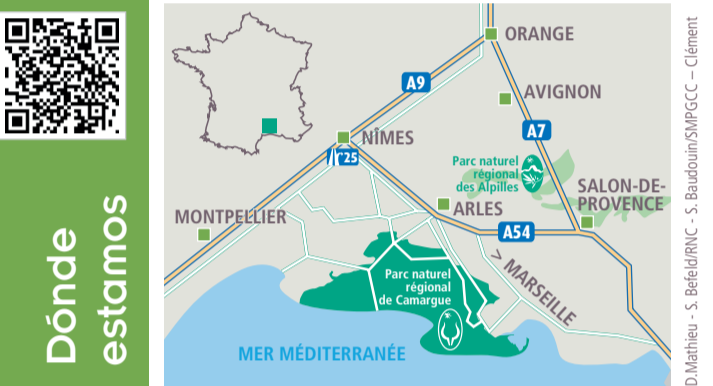 Dónde
estamos
ORANGE
A9
AVIGNON
A7
NÎMES
25
Parc naturel
régional
des Alpilles
SALON-DE-
PROVENCE
MONTPELLIER
ARLES
A54
> MARSEILLE
Parc naturel
régional
de Camargue
MER MÉDITERRANÉE
D.Mathieu - S. Befeld/RNC - S. Baudouin/SMPGCC – Clément